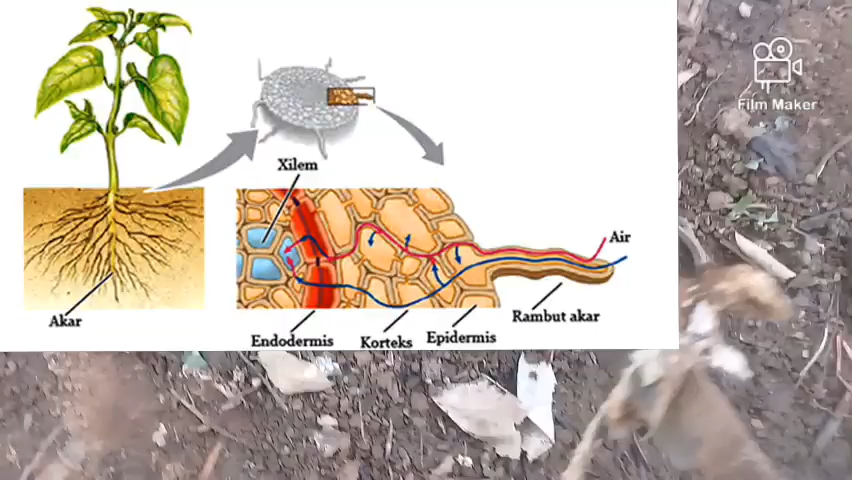 Film Maker
Xilem
Air
Akar
Rambut akar
Endodermis
Korteks
Epidermis